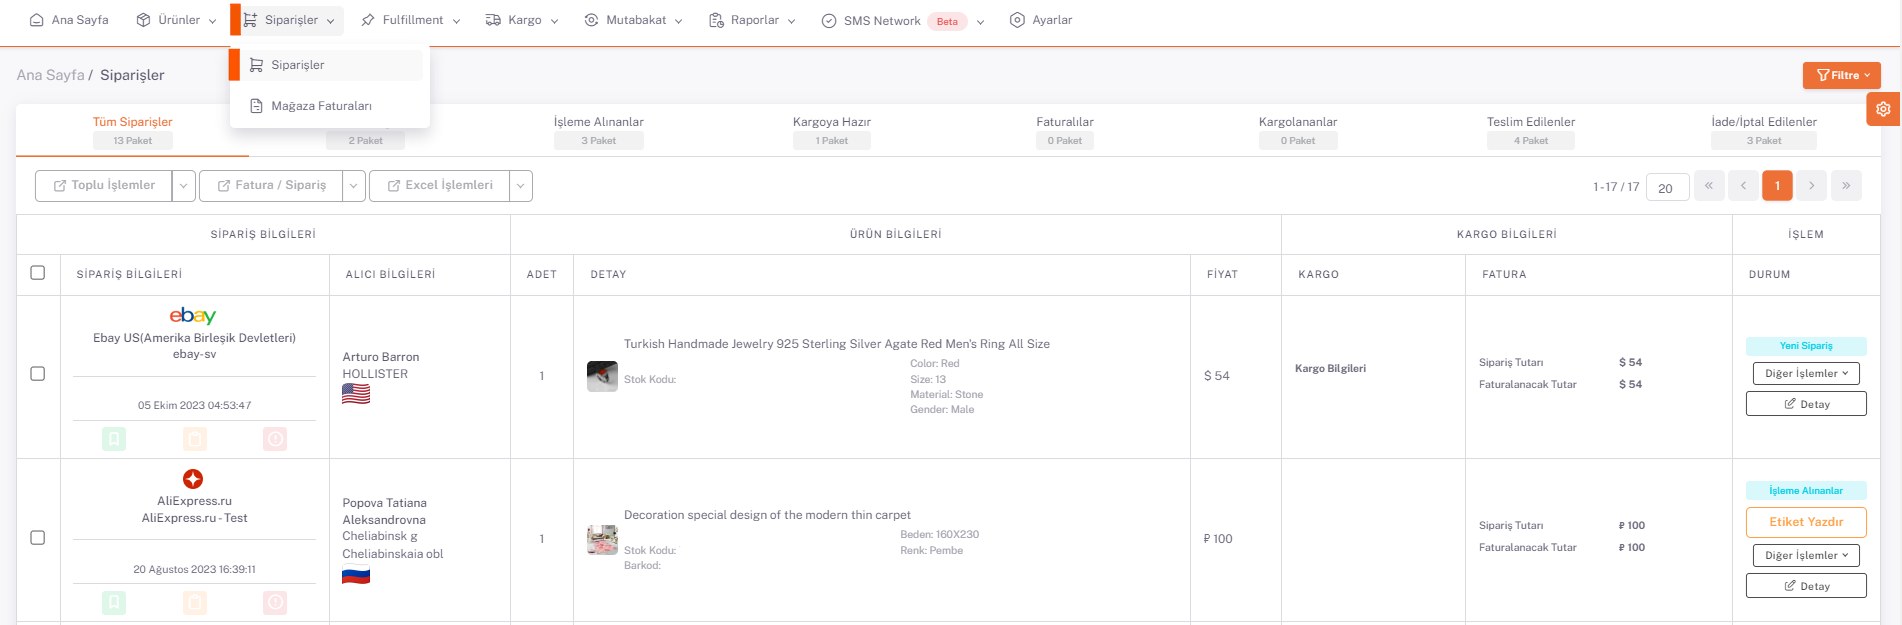 Ana Sayfa
Ürünler
Siparişler
Fulfillment
Kargo
Mutabakat
Raporlar
SMS Network
Beta
Ayarlar
Siparişler
Mağaza Faturaları
Ana Sayfa / Siparişler
Filtre
Tüm Siparişler
13 Paket
2 Paket
İşleme Alınanlar
3 Paket
Kargoya Hazır
1 Paket
Faturalılar
0 Paket
Kargolananlar
0 Paket
Teslim Edilenler
4 Paket
İade/İptal Edilenler
3 Paket
Toplu İşlemler
Fatura / Sipariş
Excel İşlemleri
1 - 17 / 17
20
«
‹
1
›
»
SİPARİŞ BİLGİLERİ
ÜRÜN BİLGİLERİ
KARGO BİLGİLERİ
İŞLEM
SİPARİŞ BİLGİLERİ
ALICI BİLGİLERİ
ADET
DETAY
FİYAT
KARGO
FATURA
DURUM
ebay
Ebay US(Amerika Birleşik Devletleri)
ebay-sv
05 Ekim 2023 04:53:47
Arturo Barron
HOLLISTER
1
Turkish Handmade Jewelry 925 Sterling Silver Agate Red Men's Ring All Size
Stok Kodu:
Color: Red
Size: 13
Material: Stone
Gender: Male
$ 54
Kargo Bilgileri
Sipariş Tutarı $ 54
Faturalanacak Tutar $ 54
Yeni Sipariş
Diğer İşlemler
Detay
AliExpress.ru
AliExpress.ru - Test
20 Ağustos 2023 16:39:11
Popova Tatiana
Aleksandrovna
Cheliabinsk g
Cheliabinskaia obl
1
Decoration special design of the modern thin carpet
Stok Kodu:
Barkod:
Beden: 160X230
Renk: Pembe
₽ 100
Sipariş Tutarı ₽ 100
Faturalanacak Tutar ₽ 100
İşleme Alınanlar
Etiket Yazdır
Diğer İşlemler
Detay